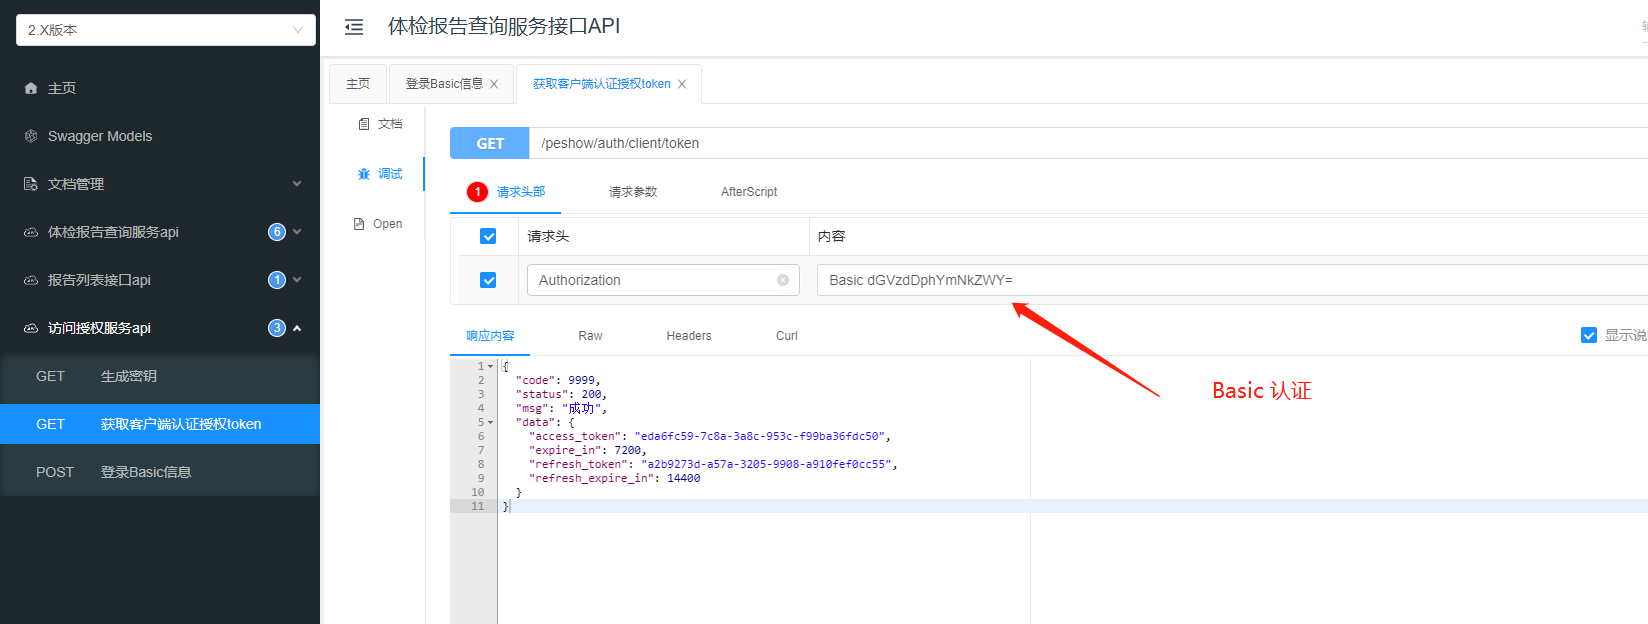 2.X版本
主页
Swagger Models
文档管理
体检报告查询服务api 6
报告列表接口api 1
访问授权服务api 3
GET 生成密钥
GET 获取客户端认证授权token
POST 登录Basic信息
体检报告查询服务接口API
主页 登录Basic信息 获取客户端认证授权token
文档
调试
Open
GET /peshow/auth/client/token
1 请求头部 请求参数 AfterScript
请求头 内容
Authorization Basic dGVzdDphYmNkZWY=
响应内容 Raw Headers Curl 显示说
Basic 认证
1 {
2 "code": 9999,
3 "status": 200,
4 "msg": "成功",
5 "data": {
6 "access_token": "eda6fc59-7c8a-3a8c-953c-f99ba36fdc50",
7 "expire_in": 7200,
8 "refresh_token": "a2b9273d-a57a-3205-9908-a910fef0cc55",
9 "refresh_expire_in": 14400
10 }
11 }